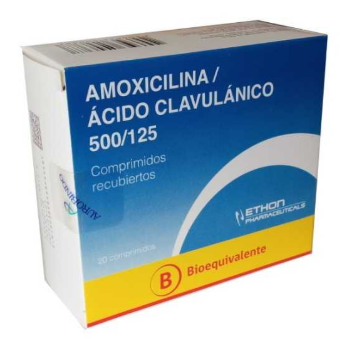 AMOXICILINA /
ÁCIDO CLAVULÁNICO
500/125
Comprimidos
recubiertos
ETHON
PHARMACEUTICALS
20 comprimidos
B Bioequivalente